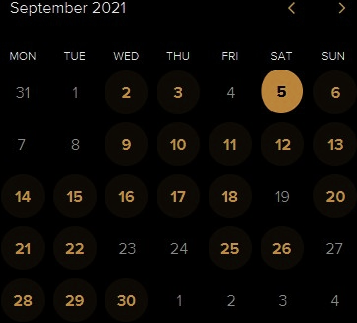 September 2021 < >
MON TUE WED THU FRI SAT SUN
31 1 2 3 4 5 6
7 8 9 10 11 12 13
14 15 16 17 18 19 20
21 22 23 24 25 26 27
28 29 30 1 2 3 4